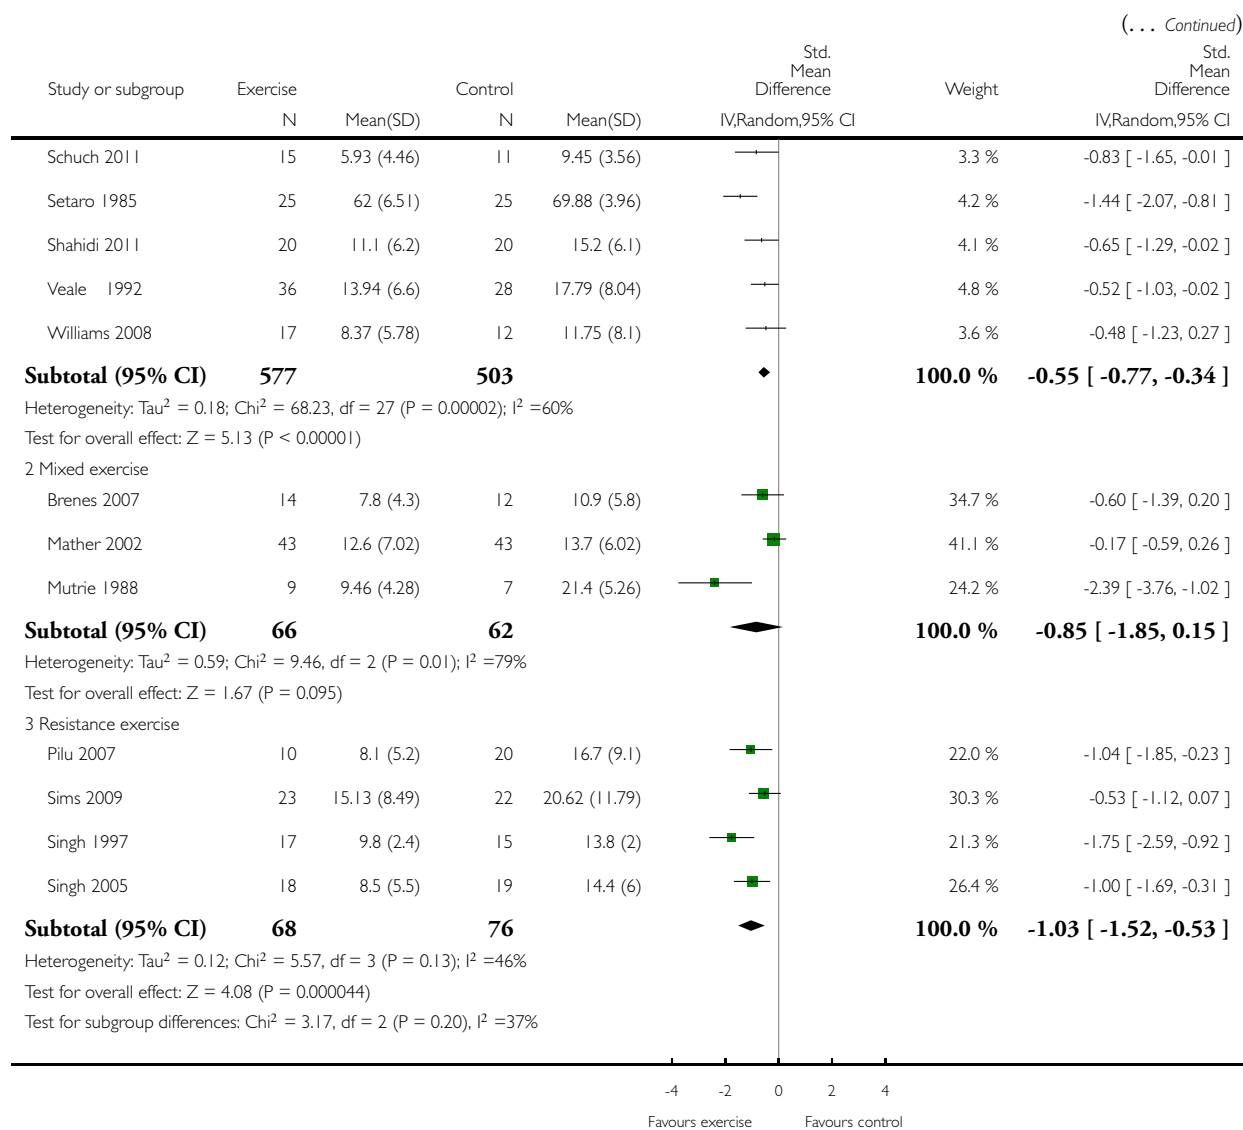 (... Continued)
Study or subgroup Exercise Control Std. Mean Difference Weight Std. Mean Difference
N Mean(SD) N Mean(SD) IV,Random,95% CI IV,Random,95% CI
Schuch 2011 15 5.93 (4.46) 11 9.45 (3.56) 3.3 % -0.83 [ -1.65, -0.01 ]
Setaro 1985 25 62 (6.51) 25 69.88 (3.96) 4.2 % -1.44 [ -2.07, -0.81 ]
Shahidi 2011 20 11.1 (6.2) 20 15.2 (6.1) 4.1 % -0.65 [ -1.29, -0.02 ]
Veale 1992 36 13.94 (6.6) 28 17.79 (8.04) 4.8 % -0.52 [ -1.03, -0.02 ]
Williams 2008 17 8.37 (5.78) 12 11.75 (8.1) 3.6 % -0.48 [ -1.23, 0.27 ]
Subtotal (95% CI) 577 503 100.0 % -0.55 [ -0.77, -0.34 ]
Heterogeneity: Tau² = 0.18; Chi² = 68.23, df = 27 (P = 0.00002); I² =60%
Test for overall effect: Z = 5.13 (P < 0.00001)
2 Mixed exercise
Brenes 2007 14 7.8 (4.3) 12 10.9 (5.8) 34.7 % -0.60 [ -1.39, 0.20 ]
Mather 2002 43 12.6 (7.02) 43 13.7 (6.02) 41.1 % -0.17 [ -0.59, 0.26 ]
Mutrie 1988 9 9.46 (4.28) 7 21.4 (5.26) 24.2 % -2.39 [ -3.76, -1.02 ]
Subtotal (95% CI) 66 62 100.0 % -0.85 [ -1.85, 0.15 ]
Heterogeneity: Tau² = 0.59; Chi² = 9.46, df = 2 (P = 0.01); I² =79%
Test for overall effect: Z = 1.67 (P = 0.095)
3 Resistance exercise
Pilu 2007 10 8.1 (5.2) 20 16.7 (9.1) 22.0 % -1.04 [ -1.85, -0.23 ]
Sims 2009 23 15.13 (8.49) 22 20.62 (11.79) 30.3 % -0.53 [ -1.12, 0.07 ]
Singh 1997 17 9.8 (2.4) 15 13.8 (2) 21.3 % -1.75 [ -2.59, -0.92 ]
Singh 2005 18 8.5 (5.5) 19 14.4 (6) 26.4 % -1.00 [ -1.69, -0.31 ]
Subtotal (95% CI) 68 76 100.0 % -1.03 [ -1.52, -0.53 ]
Heterogeneity: Tau² = 0.12; Chi² = 5.57, df = 3 (P = 0.13); I² =46%
Test for overall effect: Z = 4.08 (P = 0.000044)
Test for subgroup differences: Chi² = 3.17, df = 2 (P = 0.20), I² =37%
-4 -2 0 2 4
Favours exercise Favours control